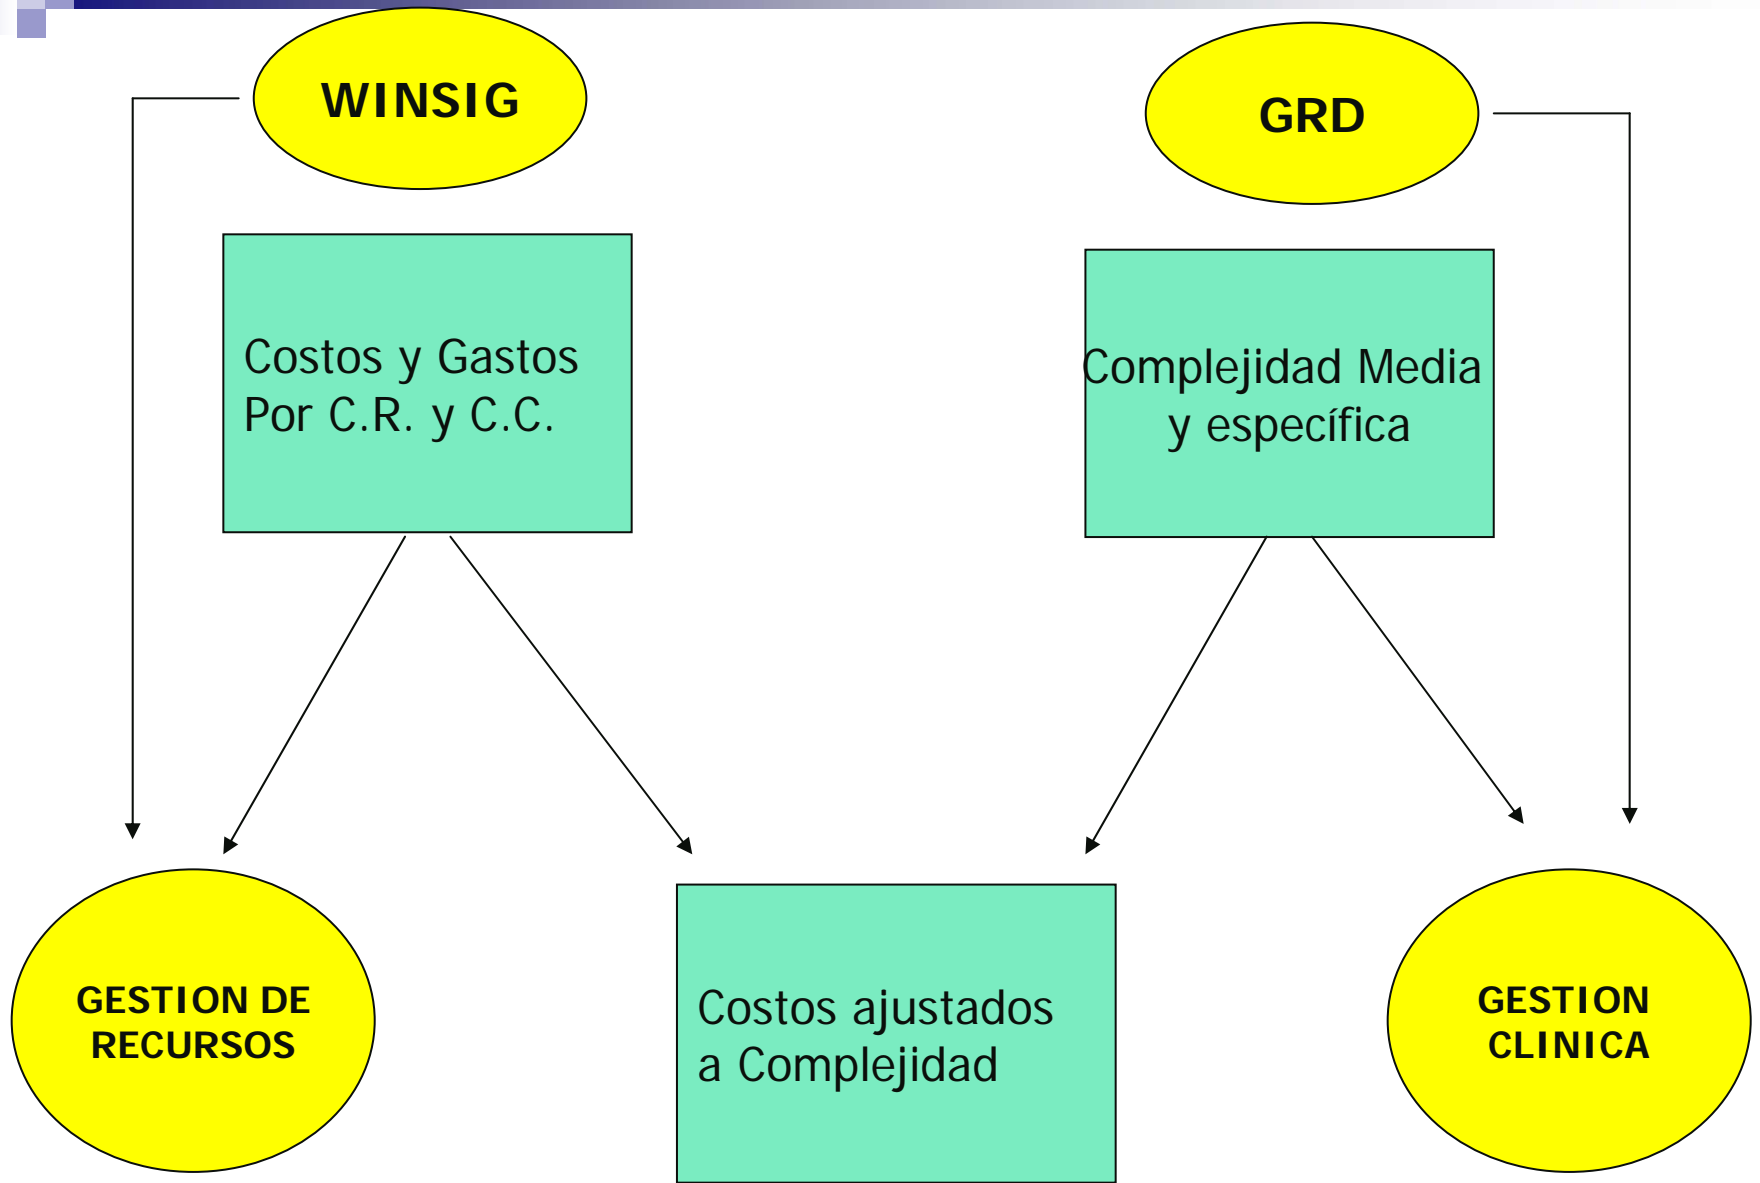 WINSIG
GRD
Costos y Gastos
Por C.R. y C.C.
Complejidad Media
y específica
GESTION DE
RECURSOS
Costos ajustados
a Complejidad
GESTION
CLINICA